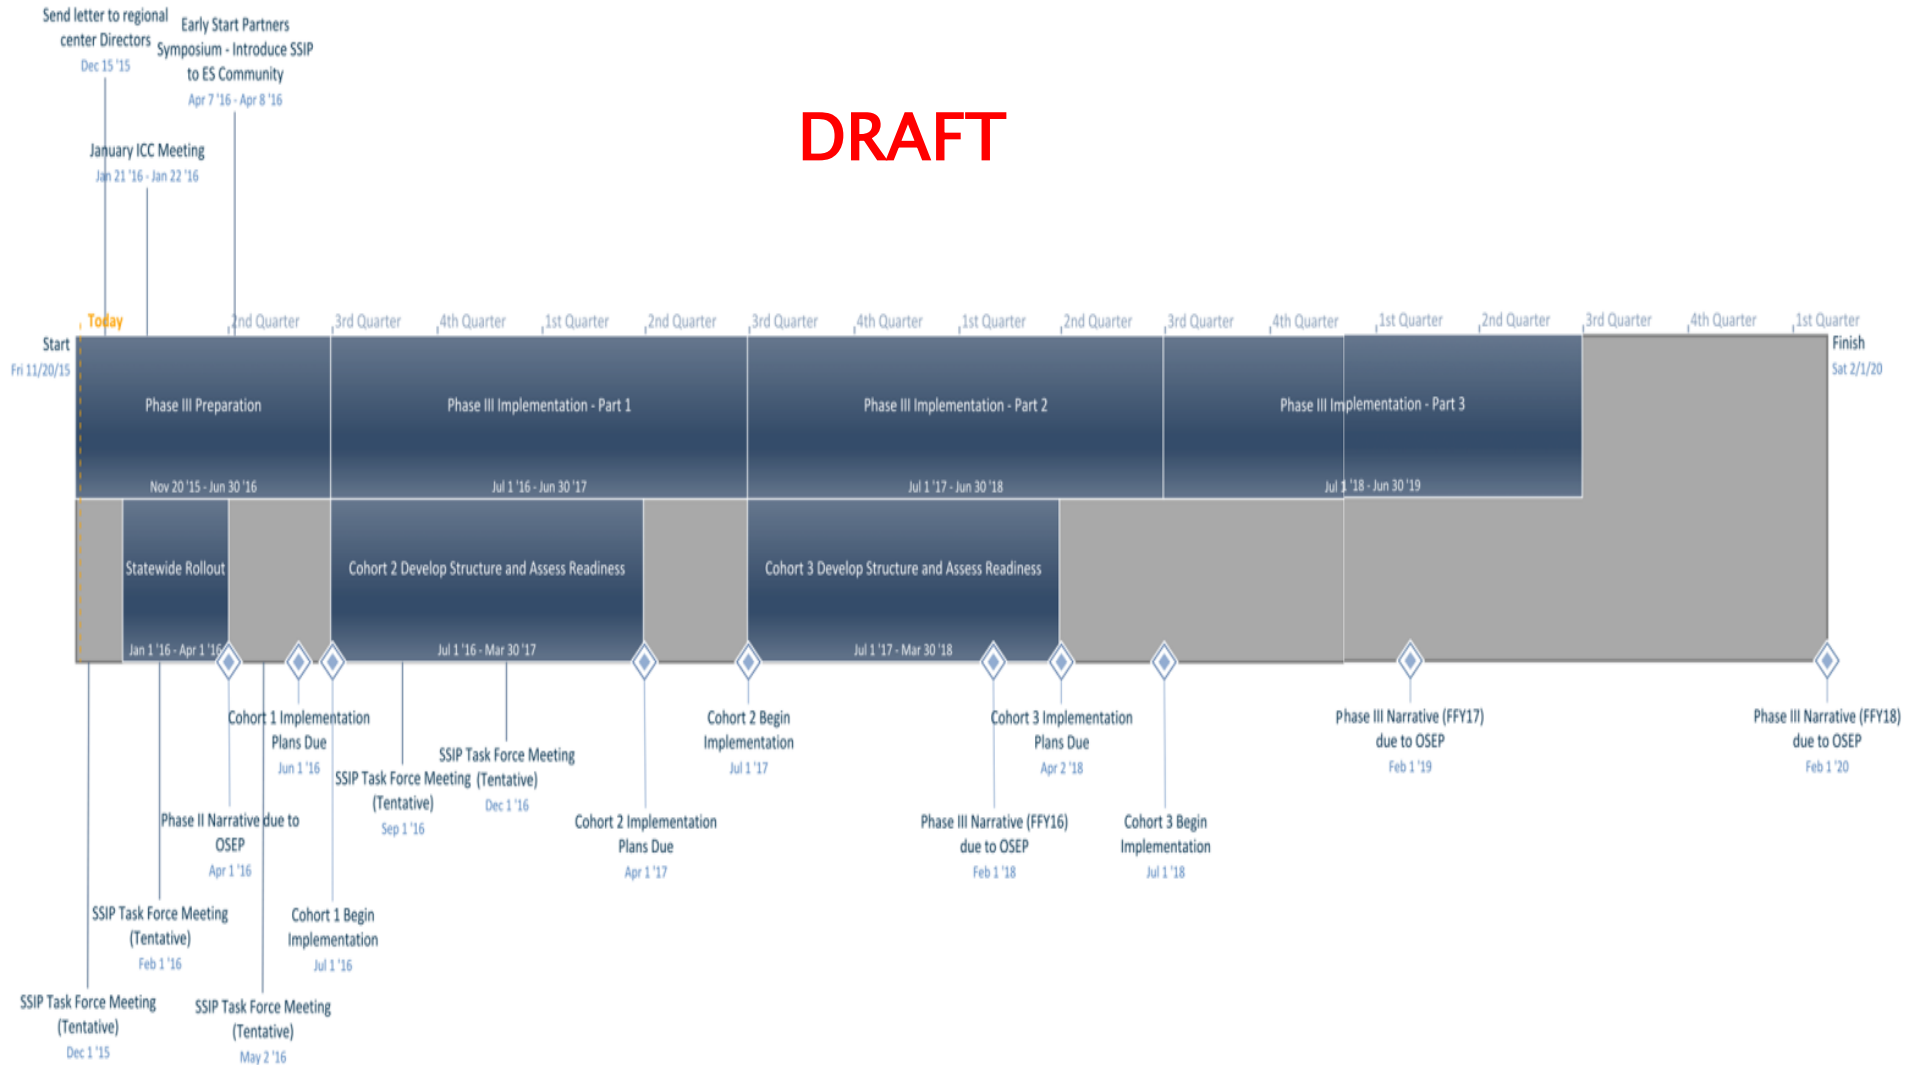 Send letter to regional
center Directors
Dec 15 '15
Early Start Partners
Symposium - Introduce SSIP
to ES Community
Apr 7 '16 - Apr 8 '16
DRAFT
January ICC Meeting
Jan 21 '16 - Jan 22 '16
Today
2nd Quarter
3rd Quarter
4th Quarter
1st Quarter
2nd Quarter
3rd Quarter
4th Quarter
1st Quarter
2nd Quarter
3rd Quarter
4th Quarter
1st Quarter
2nd Quarter
3rd Quarter
4th Quarter
1st Quarter
Start
Fri 11/20/15
Finish
Sat 2/1/20
Phase III Preparation
Nov 20 '15 - Jun 30 '16
Phase III Implementation - Part 1
Jul 1 '16 - Jun 30 '17
Phase III Implementation - Part 2
Jul 1 '17 - Jun 30 '18
Phase III Implementation - Part 3
Jul 1 '18 - Jun 30 '19
Statewide Rollout
Jan 1 '16 - Apr 1 '16
Cohort 2 Develop Structure and Assess Readiness
Jul 1 '16 - Mar 30 '17
Cohort 3 Develop Structure and Assess Readiness
Jul 1 '17 - Mar 30 '18
Cohort 1 Implementation
Plans Due
Jun 1 '16
SSIP Task Force Meeting
(Tentative)
Sep 1 '16
SSIP Task Force Meeting
(Tentative)
Dec 1 '16
Cohort 2 Begin
Implementation
Jul 1 '17
Cohort 3 Implementation
Plans Due
Apr 2 '18
Phase III Narrative (FFY17)
due to OSEP
Feb 1 '19
Phase III Narrative (FFY18)
due to OSEP
Feb 1 '20
Phase II Narrative due to
OSEP
Apr 1 '16
Cohort 2 Implementation
Plans Due
Apr 1 '17
Phase III Narrative (FFY16)
due to OSEP
Feb 1 '18
Cohort 3 Begin
Implementation
Jul 1 '18
SSIP Task Force Meeting
(Tentative)
Feb 1 '16
Cohort 1 Begin
Implementation
Jul 1 '16
SSIP Task Force Meeting
(Tentative)
Dec 1 '15
SSIP Task Force Meeting
(Tentative)
May 2 '16